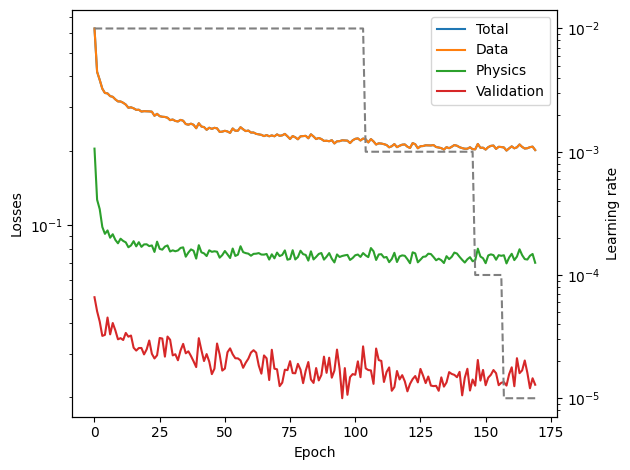 Total
Data
Physics
Validation
Losses
10⁻¹
Learning rate
10⁻²
10⁻³
10⁻⁴
10⁻⁵
0 25 50 75 100 125 150 175
Epoch